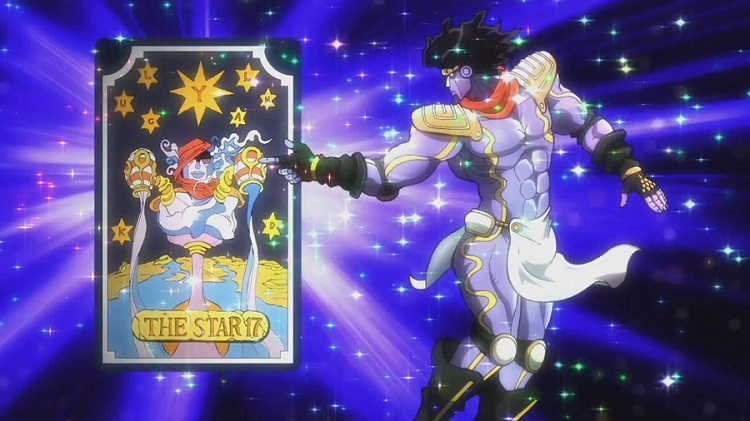 L Y L
U C A N
K D
THE STAR 17